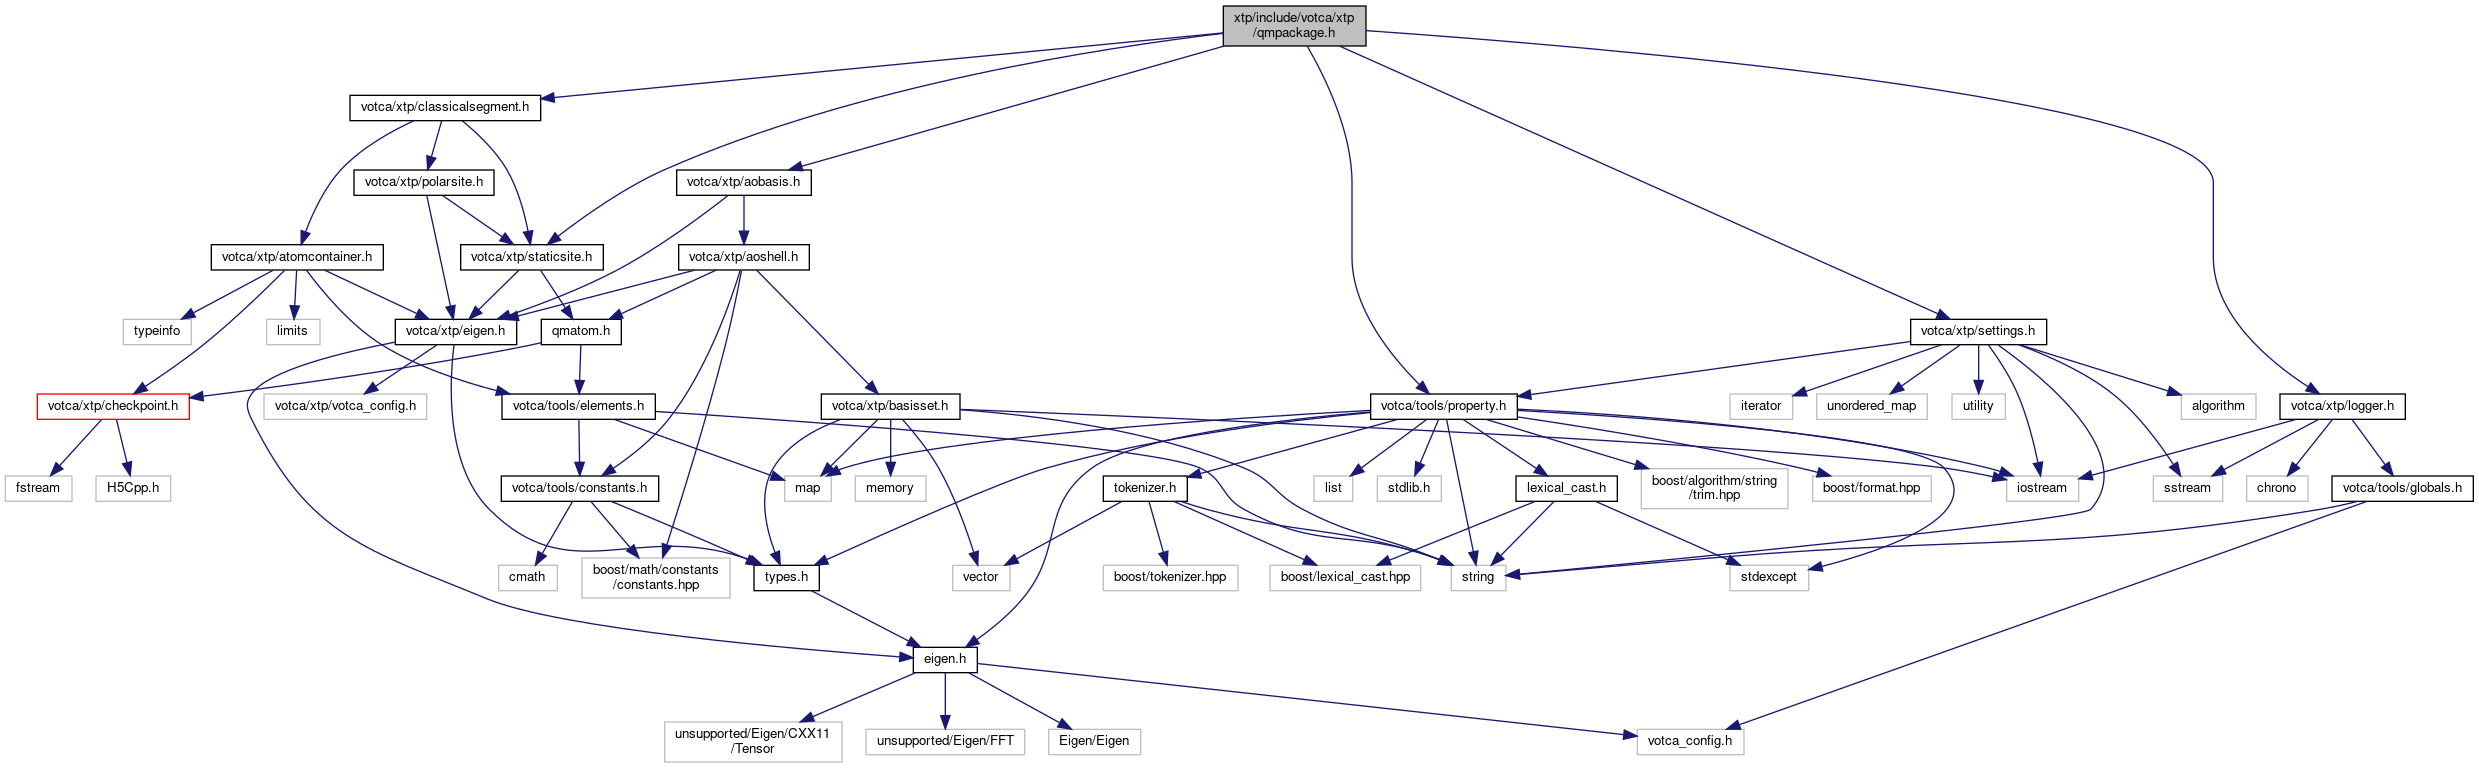 xtp/include/votca/xtp
/qmpackage.h
votca/xtp/classicalsegment.h
votca/xtp/polarsite.h
votca/xtp/aobasis.h
votca/xtp/atomcontainer.h
votca/xtp/staticsite.h
votca/xtp/aoshell.h
typeinfo
limits
votca/xtp/eigen.h
qmatom.h
votca/xtp/settings.h
votca/xtp/checkpoint.h
votca/xtp/votca_config.h
votca/tools/elements.h
votca/xtp/basisset.h
votca/tools/property.h
iterator
unordered_map
utility
algorithm
votca/xtp/logger.h
fstream
H5Cpp.h
votca/tools/constants.h
map
memory
tokenizer.h
list
stdlib.h
lexical_cast.h
boost/algorithm/string
/trim.hpp
boost/format.hpp
iostream
sstream
chrono
votca/tools/globals.h
cmath
boost/math/constants
/constants.hpp
types.h
vector
boost/tokenizer.hpp
boost/lexical_cast.hpp
string
stdexcept
eigen.h
unsupported/Eigen/CXX11
/Tensor
unsupported/Eigen/FFT
Eigen/Eigen
votca_config.h